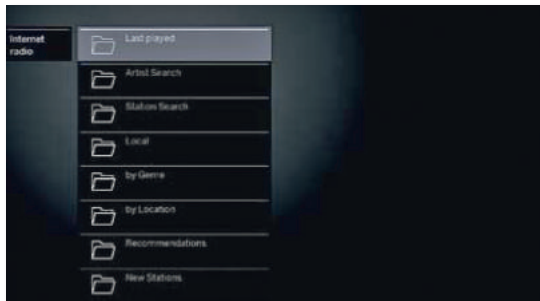 Internet
radio
Last played
Artist Search
Station Search
Local
by Genre
by Location
Recommendations
New Stations